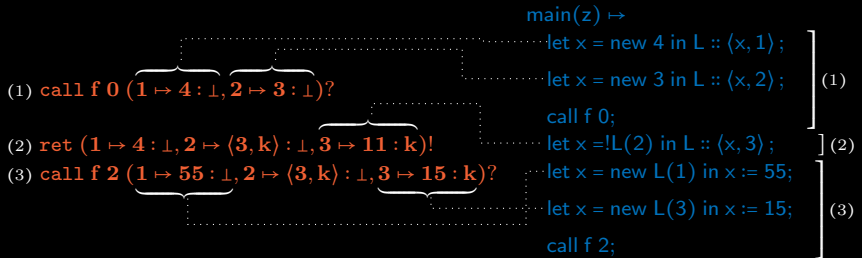 main(z) ↦
let x = new 4 in L :: ⟨x, 1⟩ ;
let x = new 3 in L :: ⟨x, 2⟩ ;
(1)
(1) call f 0 (1 ↦ 4 : ⊥, 2 ↦ 3 : ⊥)?
call f 0;
(2) ret (1 ↦ 4 : ⊥, 2 ↦ ⟨3, k⟩ : ⊥, 3 ↦ 11 : k)!
let x =!L(2) in L :: ⟨x, 3⟩ ;
(2)
(3) call f 2 (1 ↦ 55 : ⊥, 2 ↦ ⟨3, k⟩ : ⊥, 3 ↦ 15 : k)?
let x = new L(1) in x := 55;
let x = new L(3) in x := 15;
(3)
call f 2;